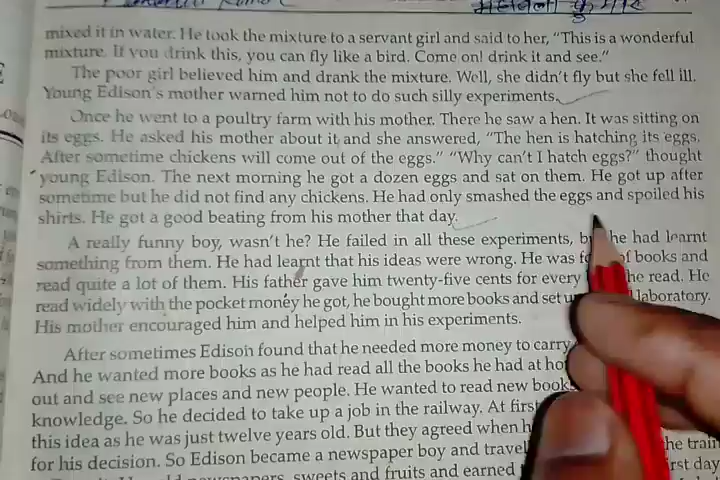 mixed it in water. He took the mixture to a servant girl and said to her, "This is a wonderful
mixture. If you drink this, you can fly like a bird. Come on! drink it and see."
The poor girl believed him and drank the mixture. Well, she didn't fly but she fell ill.
Young Edison's mother warned him not to do such silly experiments.
Once he went to a poultry farm with his mother. There he saw a hen. It was sitting on
its eggs. He asked his mother about it and she answered, "The hen is hatching its eggs.
After sometime chickens will come out of the eggs." "Why can't I hatch eggs?" thought
young Edison. The next morning he got a dozen eggs and sat on them. He got up after
sometime but he did not find any chickens. He had only smashed the eggs and spoiled his
shirts. He got a good beating from his mother that day.
A really funny boy, wasn't he? He failed in all these experiments, he had learnt
something from them. He had learnt that his ideas were wrong. He was of books and
read quite a lot of them. His father gave him twenty-five cents for every he read. He
read widely with the pocket money he got, he bought more books and set laboratory.
His mother encouraged him and helped him in his experiments.
After sometimes Edison found that he needed more money to carry
And he wanted more books as he had read all the books he had at
out and see new places and new people. He wanted to read new
knowledge. So he decided to take up a job in the railway. At first
this idea as he was just twelve years old. But they agreed when
for his decision. So Edison became a newspaper boy and the train
sweets and fruits and earned day